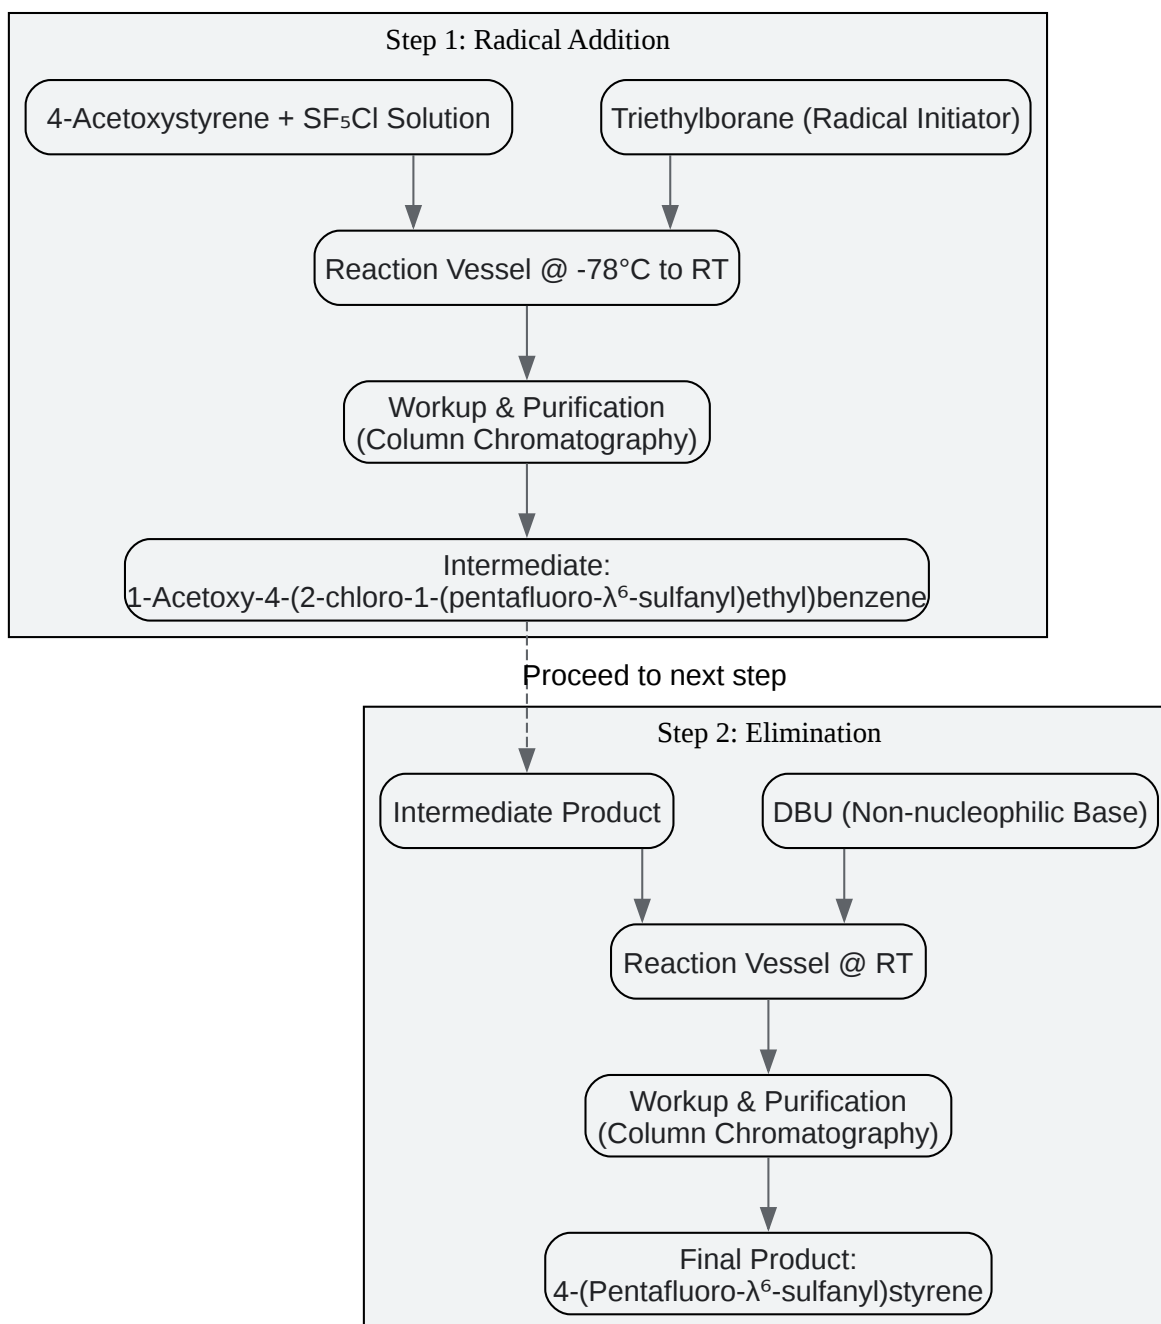 Step 1: Radical Addition
4-Acetoxystyrene + SF₅Cl Solution
Triethylborane (Radical Initiator)
Reaction Vessel @ -78°C to RT
Workup & Purification
(Column Chromatography)
Intermediate:
1-Acetoxy-4-(2-chloro-1-(pentafluoro-λ⁶-sulfanyl)ethyl)benzene
Proceed to next step
Step 2: Elimination
Intermediate Product
DBU (Non-nucleophilic Base)
Reaction Vessel @ RT
Workup & Purification
(Column Chromatography)
Final Product:
4-(Pentafluoro-λ⁶-sulfanyl)styrene